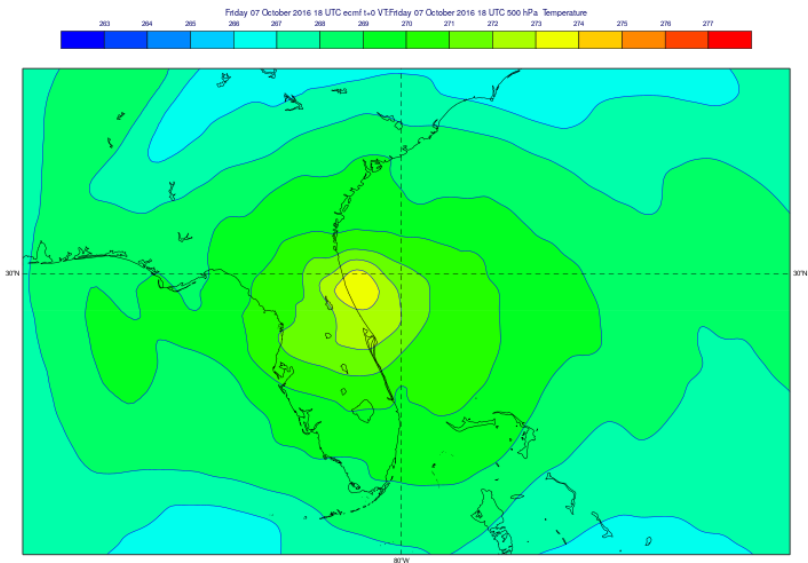 Friday 07 October 2016 18 UTC ecmf t=0 VT:Friday 07 October 2016 18 UTC 500 hPa Temperature
263 264 265 266 267 268 269 270 271 272 273 274 275 276 277
30°N 30°N
80°W